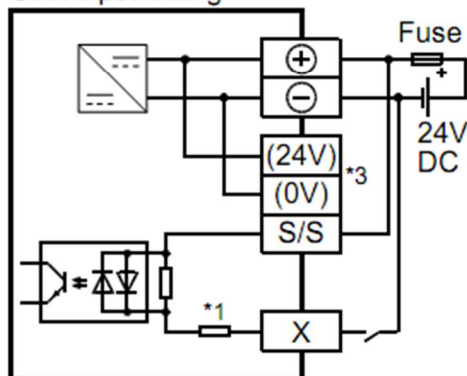 Fuse
+
24V
DC
(24V)
*3
(0V)
S/S
*1
X